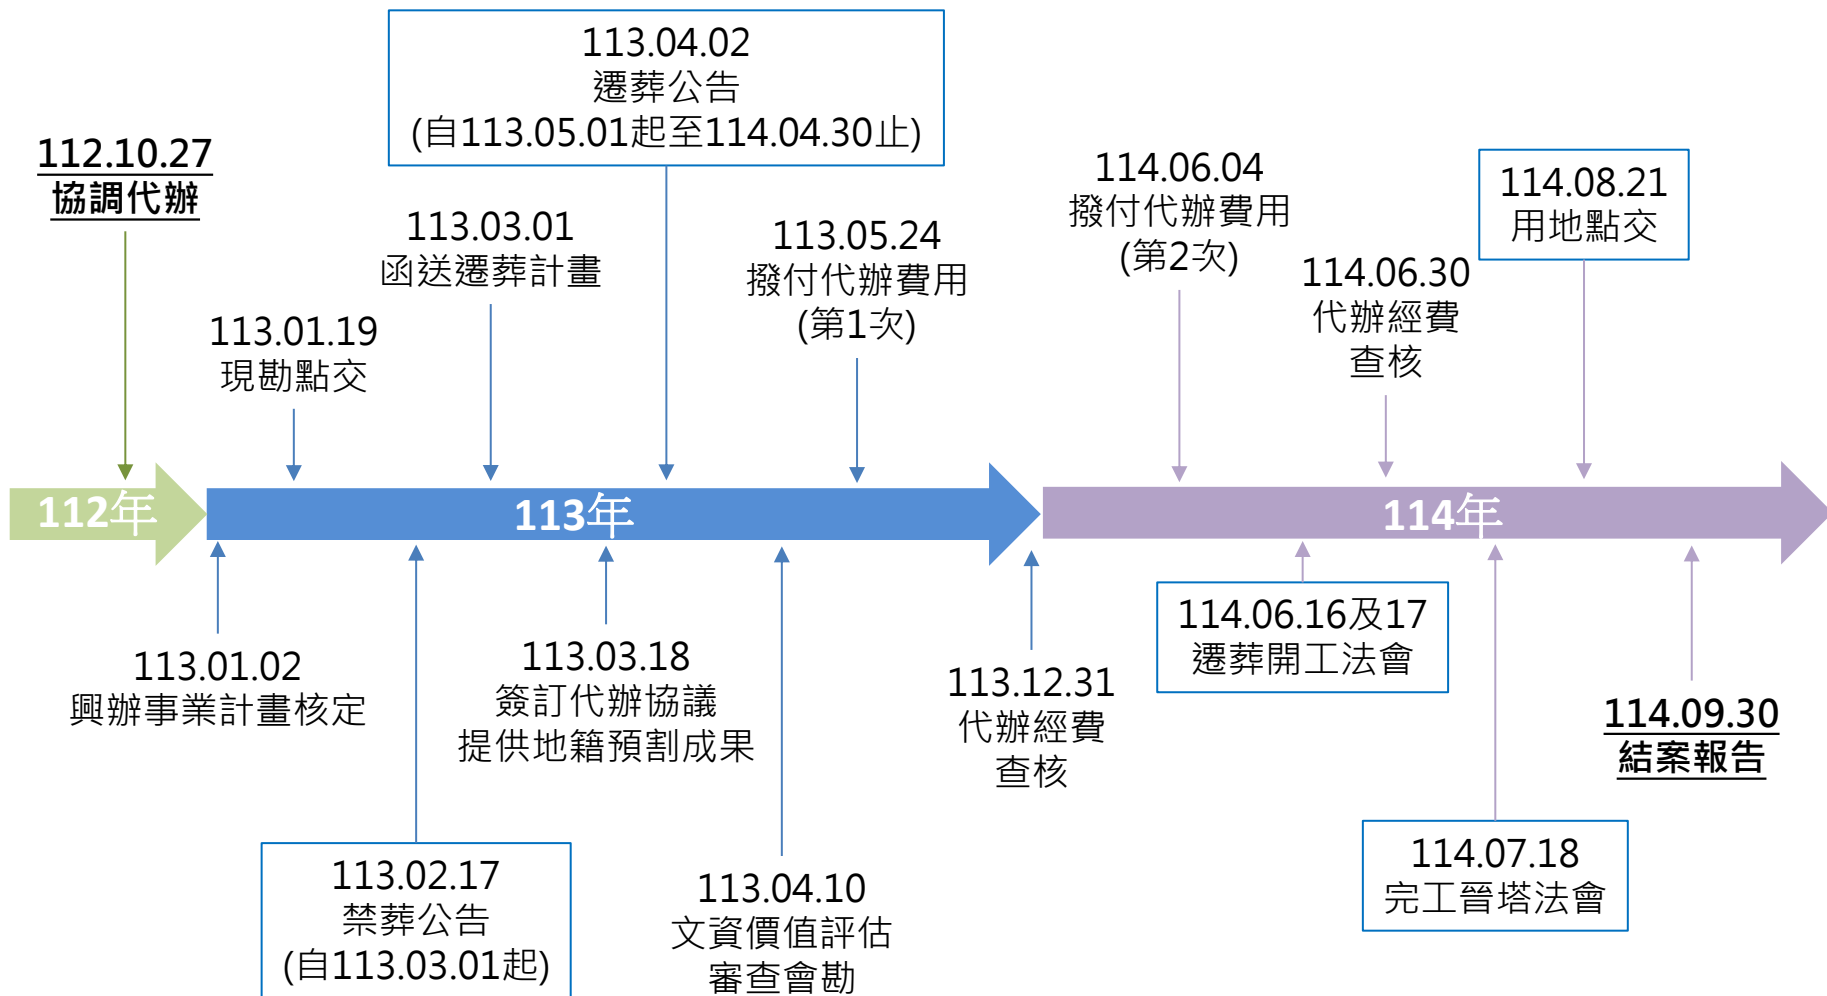 112.10.27
協調代辦
113.01.19
現勘點交
113.03.01
函送遷葬計畫
113.04.02
遷葬公告
(自113.05.01起至114.04.30止)
113.05.24
撥付代辦費用
(第1次)
114.06.04
撥付代辦費用
(第2次)
114.06.30
代辦經費
查核
114.08.21
用地點交
112年
113年
114年
113.01.02
興辦事業計畫核定
113.02.17
禁葬公告
(自113.03.01起)
113.03.18
簽訂代辦協議
提供地籍預割成果
113.04.10
文資價值評估
審查會勘
113.12.31
代辦經費
查核
114.06.16及17
遷葬開工法會
114.07.18
完工晉塔法會
114.09.30
結案報告